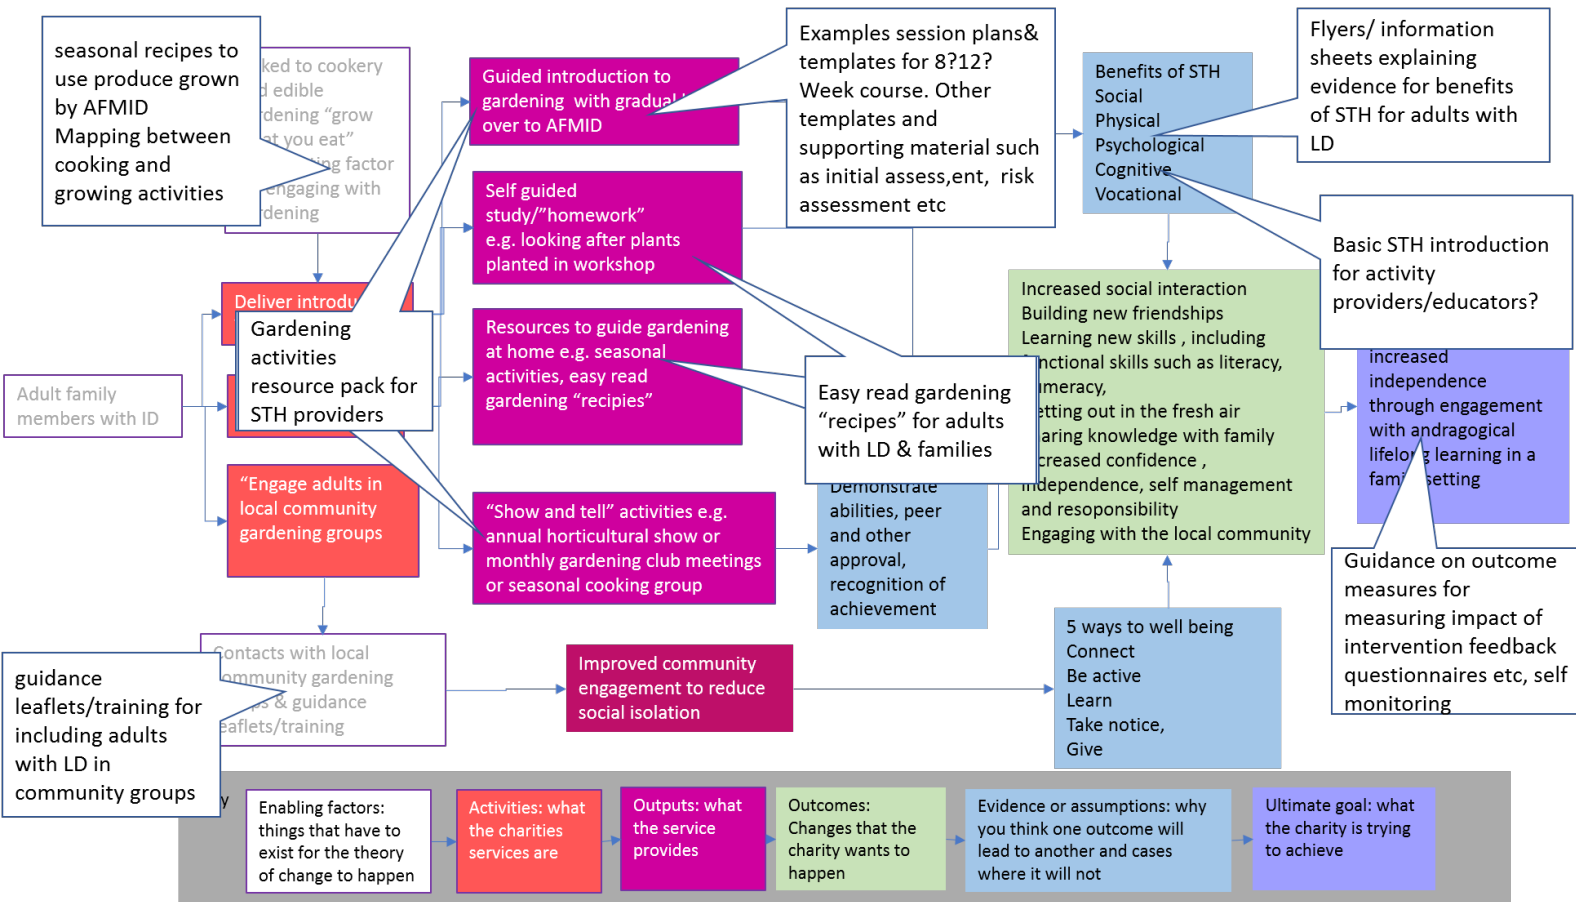 seasonal recipes to
use produce grown
by AFMID
Mapping between
cooking and
growing activities
ked to cookery
d edible
rdening “grow
at you eat”
ting factor
engaging with
rdening
Guided introduction to
gardening with gradual
over to AFMID
Examples session plans&
templates for 8?12?
Week course. Other
templates and
supporting material such
as initial assess,ent, risk
assessment etc
Benefits of STH
Social
Physical
Psychological
Cognitive
Vocational
Flyers/ information
sheets explaining
evidence for benefits
of STH for adults with
LD
Self guided
study/”homework”
e.g. looking after plants
planted in workshop
Basic STH introduction
for activity
providers/educators?
Deliver introdu
Gardening
activities
resource pack for
STH providers
Resources to guide gardening
at home e.g. seasonal
activities, easy read
gardening “recipies”
Easy read gardening
“recipes” for adults
with LD & families
Increased social interaction
Building new friendships
Learning new skills , including
functional skills such as literacy,
umeracy,
etting out in the fresh air
haring knowledge with family
creased confidence ,
independence, self management
and resoponsibility
Engaging with the local community
increased
independence
through engagement
with andragogical
lifelong learning in a
family setting
Adult family
members with ID
“Engage adults in
local community
gardening groups
“Show and tell” activities e.g.
annual horticultural show or
monthly gardening club meetings
or seasonal cooking group
Demonstrate
abilities, peer
and other
approval,
recognition of
achievement
Guidance on outcome
measures for
measuring impact of
intervention feedback
questionnaires etc, self
monitoring
guidance
leaflets/training for
including adults
with LD in
community groups
Contacts with local
community gardening
ps & guidance
leaflets/training
Improved community
engagement to reduce
social isolation
5 ways to well being
Connect
Be active
Learn
Take notice,
Give
y
Enabling factors:
things that have to
exist for the theory
of change to happen
Activities: what
the charities
services are
Outputs: what
the service
provides
Outcomes:
Changes that the
charity wants to
happen
Evidence or assumptions: why
you think one outcome will
lead to another and cases
where it will not
Ultimate goal: what
the charity is trying
to achieve